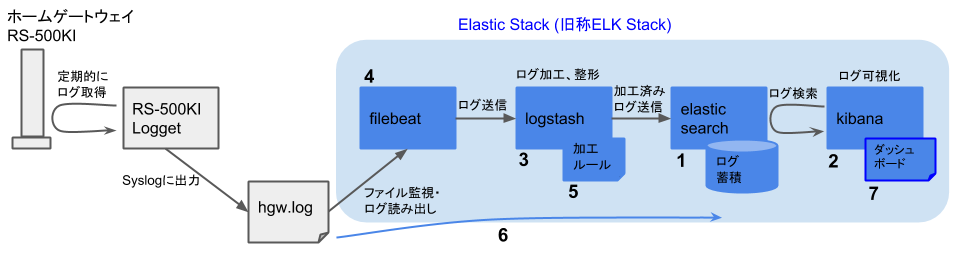 ホームゲートウェイ
RS-500KI
定期的に
ログ取得
RS-500KI
Logget
Syslogに出力
hgw.log
Elastic Stack (旧称ELK Stack)
4
filebeat
ファイル監視・
ログ読み出し
ログ送信
ログ加工、整形
logstash
3
加工
ルール
5
加工済み
ログ送信
elastic
search
1
ログ
蓄積
ログ検索
ログ可視化
kibana
2
ダッシュ
ボード
7
6